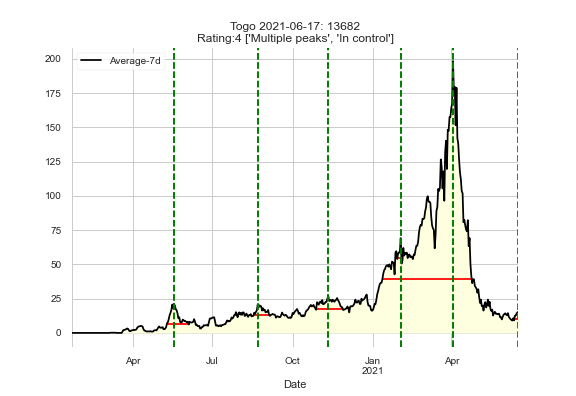 Togo 2021-06-17: 13682
Rating:4 ['Multiple peaks', 'In control']
Average-7d
200
175
150
125
100
75
50
25
0
Apr
Jul
Oct
Jan
2021
Apr
Date